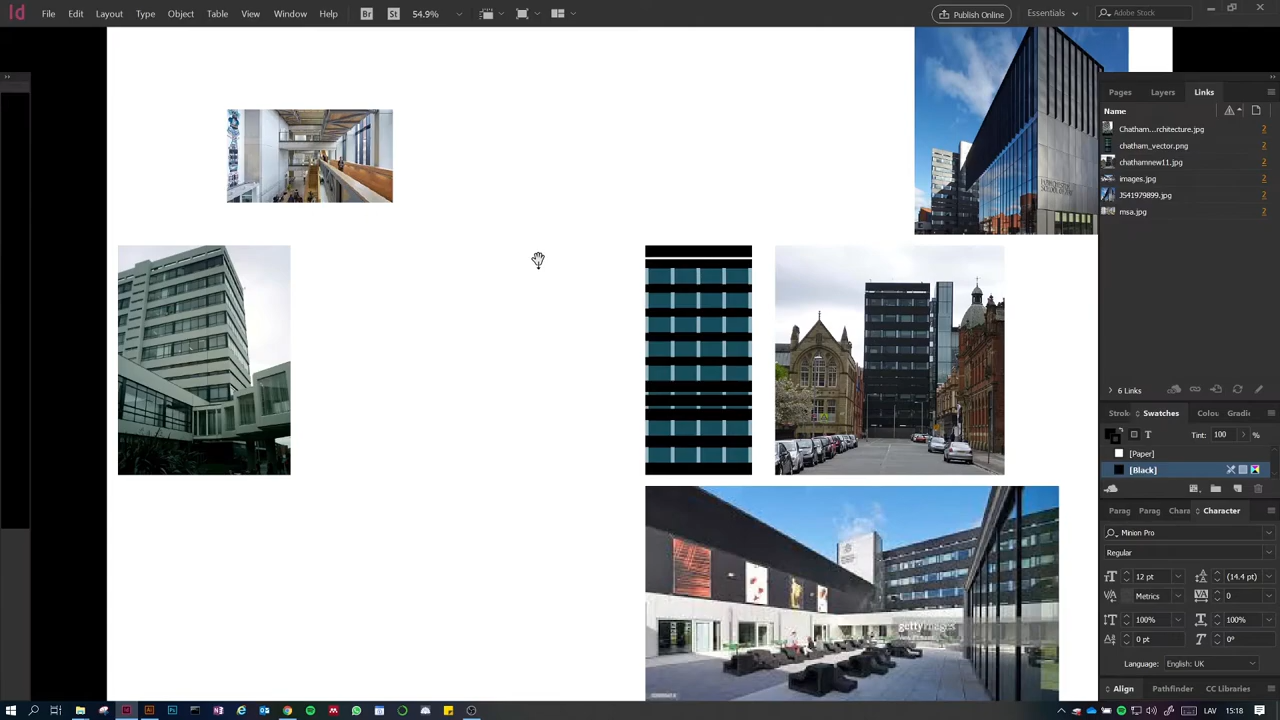 Id File Edit Layout Type Object Table View Window Help Br St 54.9% Publish Online Essentials Adobe Stock
Pages Layers Links
Name
Chatham...rchitecture.jpg 2
chatham_vector.png 2
chathamnew11.jpg 2
images.jpg 2
J541979899.jpg 2
msa.jpg 2
6 Links
Strok Swatches Colou Gradi
T Tint: 100 %
[Paper]
[Black]
Parag Parag Chara Character
Minion Pro
Regular
12 pt (14.4 pt)
Metrics 0
100% 100%
0 pt 0°
Language: English: UK
Align Pathfinder CC Libraries
gettyimages
LAV 15:18